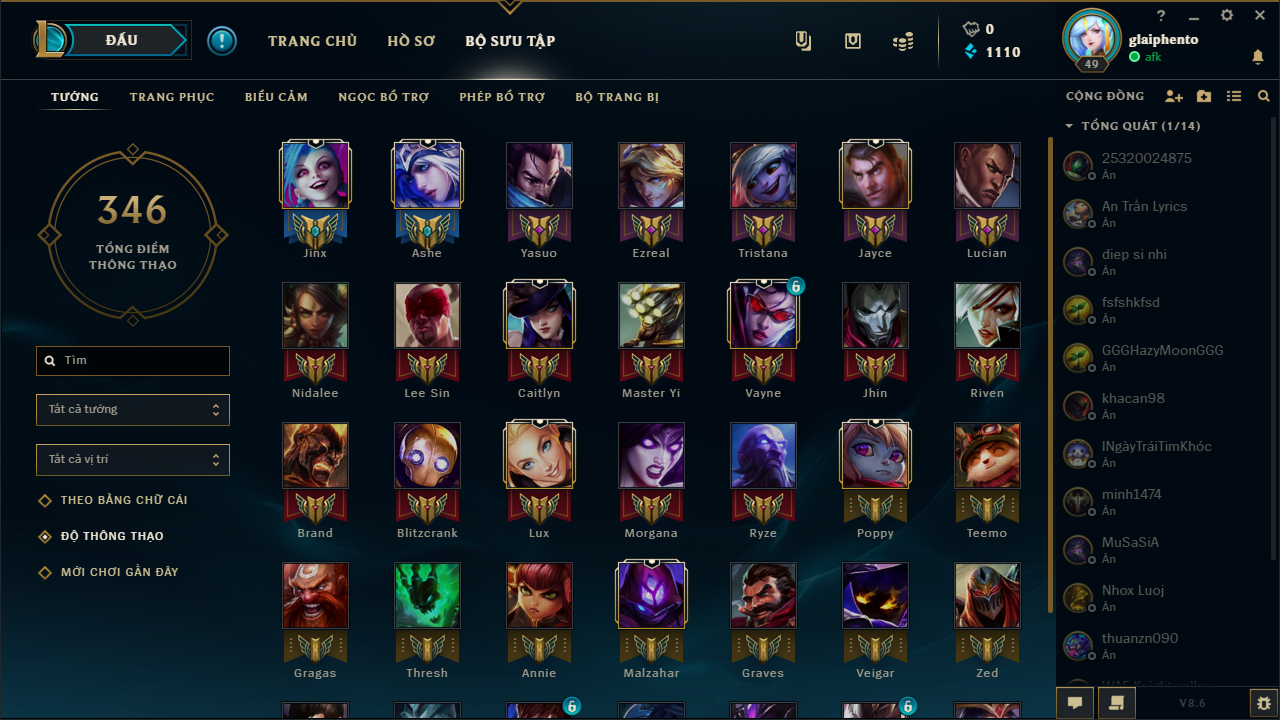 ĐẤU
!
TRANG CHỦ
HỒ SƠ
BỘ SƯU TẬP
0
1110
?
49
glaiphento
afk
TƯỚNG
TRANG PHỤC
BIỂU CẢM
NGỌC BỔ TRỢ
PHÉP BỔ TRỢ
BỘ TRANG BỊ
CỘNG ĐỒNG
TỔNG QUÁT (1/14)
346
TỔNG ĐIỂM
THÔNG THẠO
Tìm
Tất cả tướng
Tất cả vị trí
THEO BẢNG CHỮ CÁI
ĐỘ THÔNG THẠO
MỚI CHƠI GẦN ĐÂY
Jinx
Ashe
Yasuo
Ezreal
Tristana
Jayce
Lucian
6
Nidalee
Lee Sin
Caitlyn
Master Yi
Vayne
Jhin
Riven
Brand
Blitzcrank
Lux
Morgana
Ryze
Poppy
Teemo
Gragas
Thresh
Annie
Malzahar
Graves
Veigar
Zed
6
6
25320024875
Ẩn
An Trần Lyrics
Ẩn
diep si nhi
Ẩn
fsfshkfsd
Ẩn
GGGHazyMoonGGG
Ẩn
khacan98
Ẩn
lNgàyTráiTimKhóc
Ẩn
minh1474
Ẩn
MuSaSiA
Ẩn
Nhox Luoj
Ẩn
thuanzn090
Ẩn
V8.6